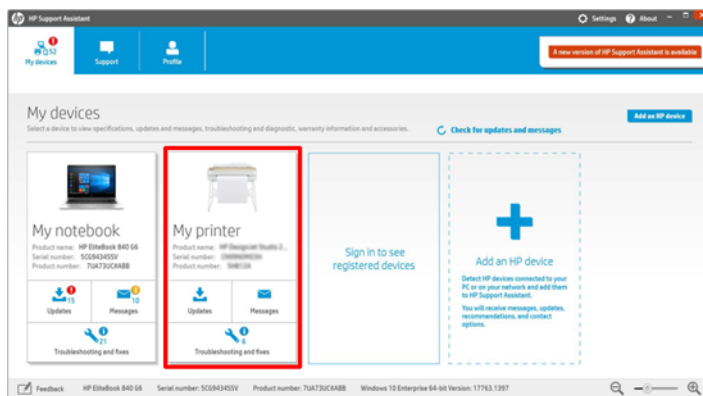 hp HP Support Assistant
Settings ? About
52
My devices
Support
Profile
A new version of HP Support Assistant is available
My devices
Select a device to view specifications, updates and messages, troubleshooting and diagnostic, warranty information and accessories.
Check for updates and messages
Add an HP device
My notebook
Product name: HP EliteBook 840 G6
Serial number: 5CG94345SV
Product number: 7UA73UC#ABB
15
Updates
10
Messages
21
Troubleshooting and fixes
My printer
Product name:
Serial number:
Product number:
Updates
Messages
6
Troubleshooting and fixes
Sign in to see
registered devices
Add an HP device
Detect HP devices connected to your
PC or on your network and add them
to HP Support Assistant.
You will receive messages, updates,
recommendations, and contact
options.
Feedback HP EliteBook 840 G6 Serial number: 5CG94345SV Product number: 7UA73UC#ABB Windows 10 Enterprise 64-bit Version: 17763.1397